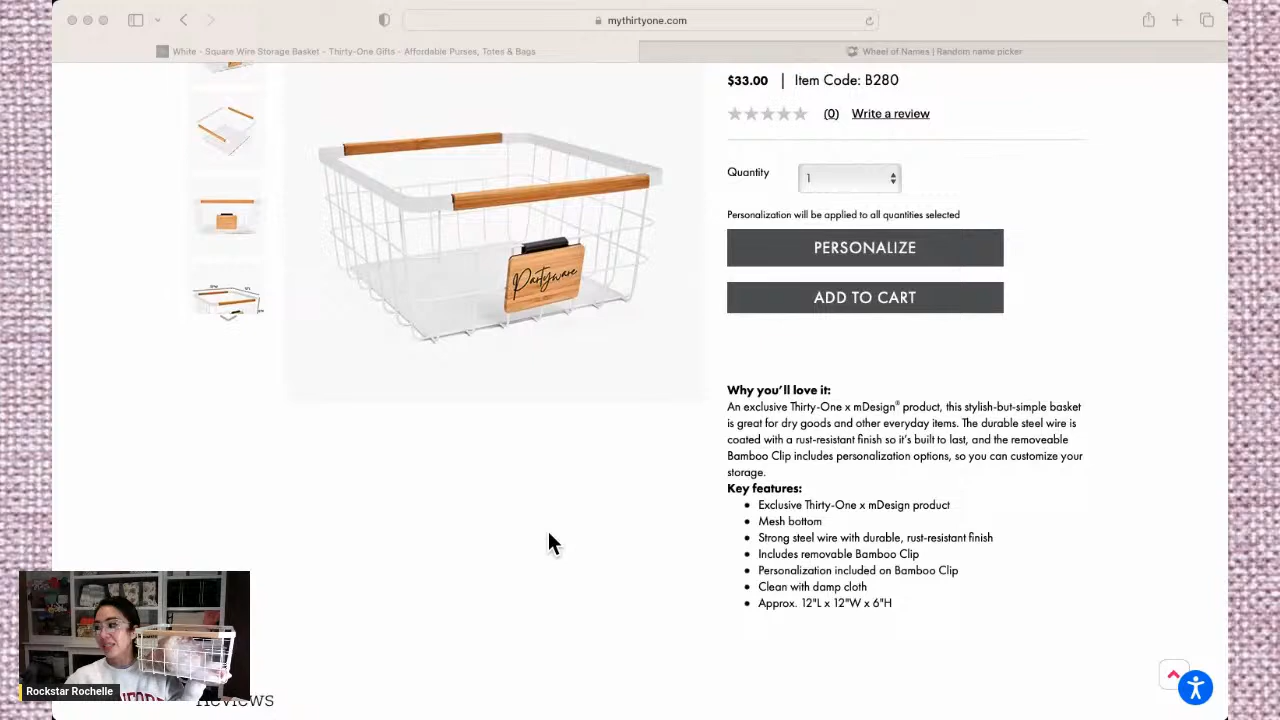 mythirtyone.com
White - Square Wire Storage Basket - Thirty-One Gifts - Affordable Purses, Totes & Bags
Wheel of Names | Random name picker
$33.00 | Item Code: B280
(0) Write a review
Quantity 1
Personalization will be applied to all quantities selected
PERSONALIZE
ADD TO CART
Partyware
Why you'll love it:
An exclusive Thirty-One x mDesign® product, this stylish-but-simple basket
is great for dry goods and other everyday items. The durable steel wire is
coated with a rust-resistant finish so it's built to last, and the removeable
Bamboo Clip includes personalization options, so you can customize your
storage.
Key features:
• Exclusive Thirty-One x mDesign product
• Mesh bottom
• Strong steel wire with durable, rust-resistant finish
• Includes removable Bamboo Clip
• Personalization included on Bamboo Clip
• Clean with damp cloth
• Approx. 12"L x 12"W x 6"H
Rockstar Rochelle
Reviews